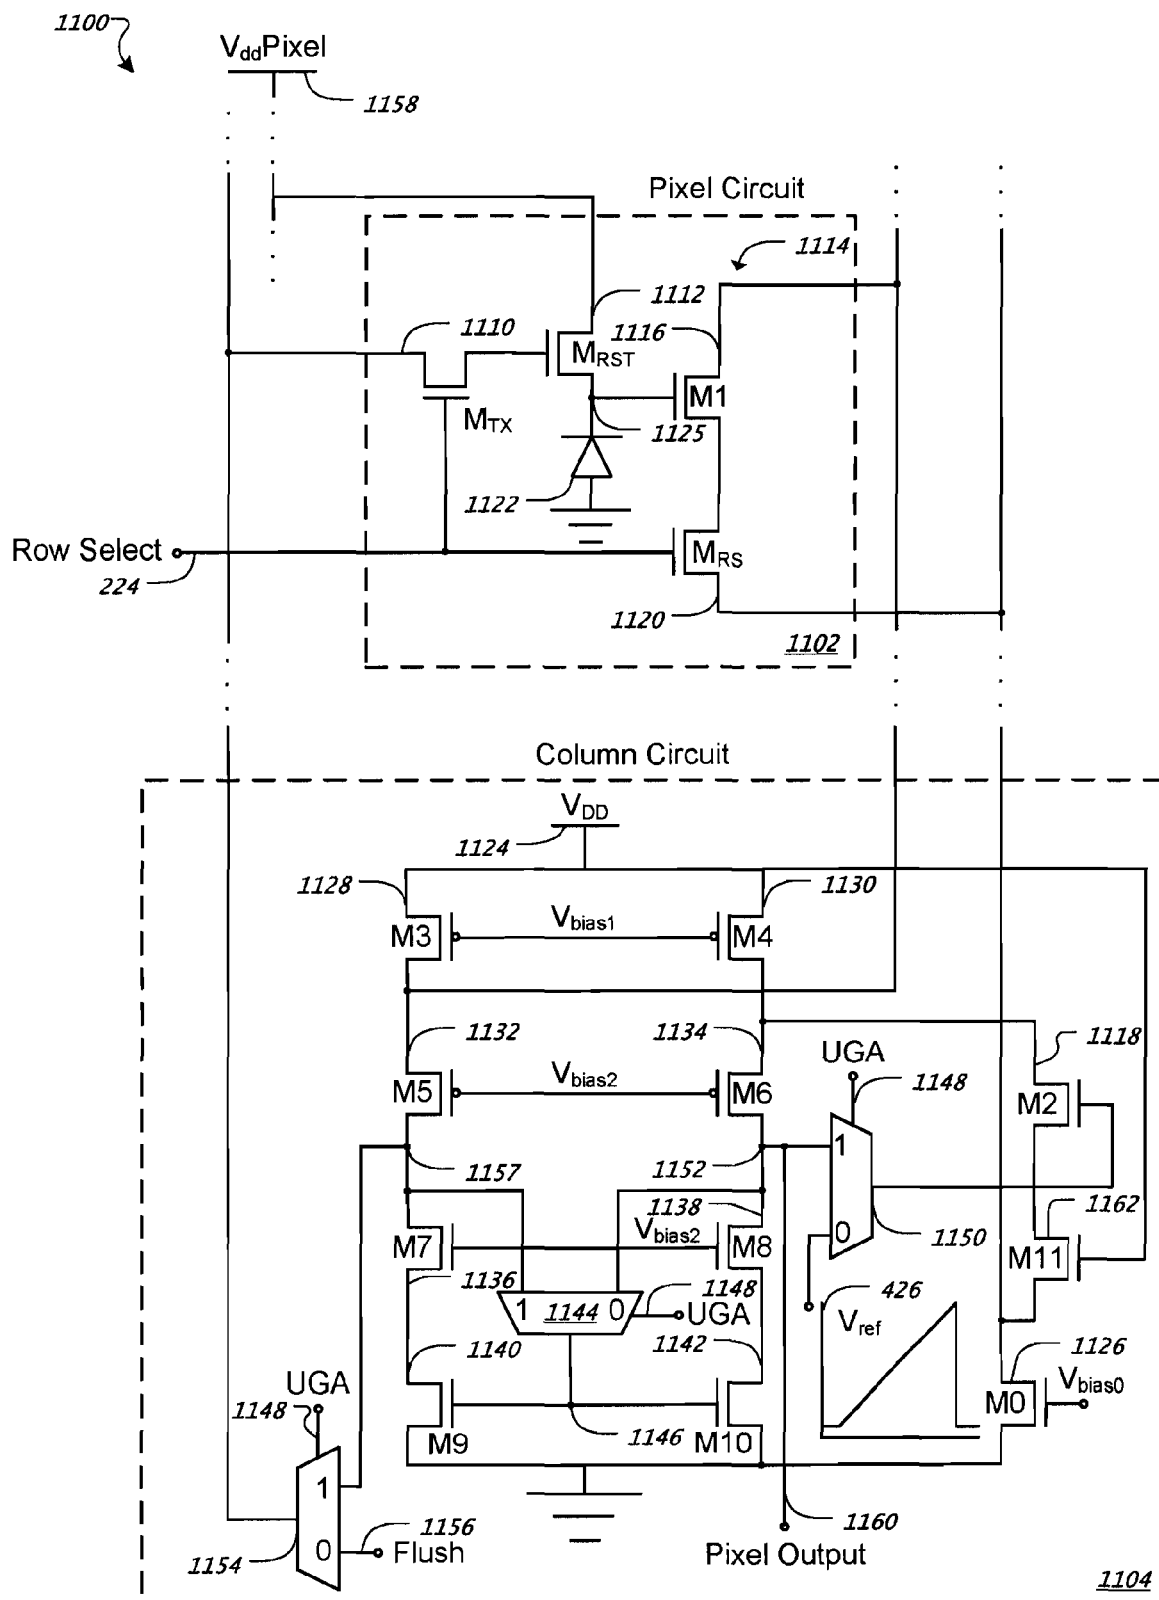 1100
VddPixel
1158
Pixel Circuit
1114
1112
1110
1116
MRST
M1
MTX
1125
1122
Row Select
224
MRS
1120
1102
Column Circuit
VDD
1124
1128
1130
M3
Vbias1
M4
1132
1134
UGA
1118
1148
M5
Vbias2
M6
M2
1
1157
1152
1138
1162
M7
Vbias2
M8
0
1150
M11
1136
1148
426
1
1144
0
UGA
Vref
1140
1142
1126
UGA
Vbias0
1148
M0
M9
1146
M10
1
1156
1160
1154
0
Flush
Pixel Output
1104